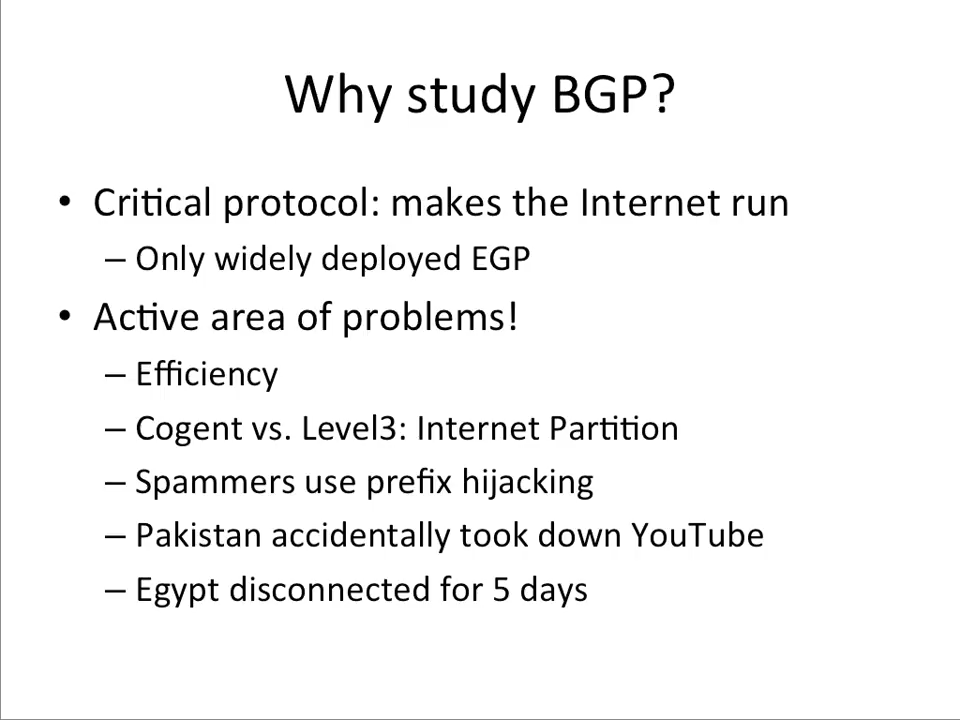 Why study BGP?
• Critical protocol: makes the Internet run
– Only widely deployed EGP
• Active area of problems!
– Efficiency
– Cogent vs. Level3: Internet Partition
– Spammers use prefix hijacking
– Pakistan accidentally took down YouTube
– Egypt disconnected for 5 days